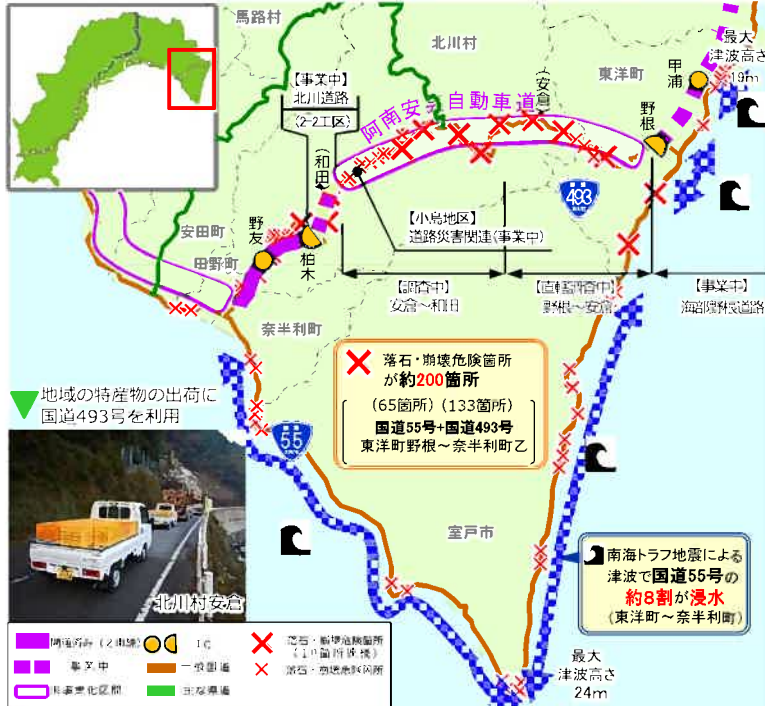 馬路村
北川村
最大
津波高さ
19m
甲浦
東洋町
野根
【事業中】
北川道路
(2-2工区)
阿南安芸自動車道
(安倉)
(和田)
493
【小島地区】
道路災害関連(事業中)
安田町
田野町
野友
柏木
【調査中】
安倉～和田
野根～安倉
【事業中】
奈半利町
落石・崩壊危険箇所
が約200箇所
(65箇所)(133箇所)
国道55号+国道493号
東洋町野根～奈半利町乙
地域の特産物の出荷に
国道493号を利用
55
室戸市
北川村安倉
南海トラフ地震による
津波で国道55号の
約8割が浸水
(東洋町～奈半利町)
最大
津波高さ
24m
IC
事業中
一般国道
落石・崩壊危険箇所